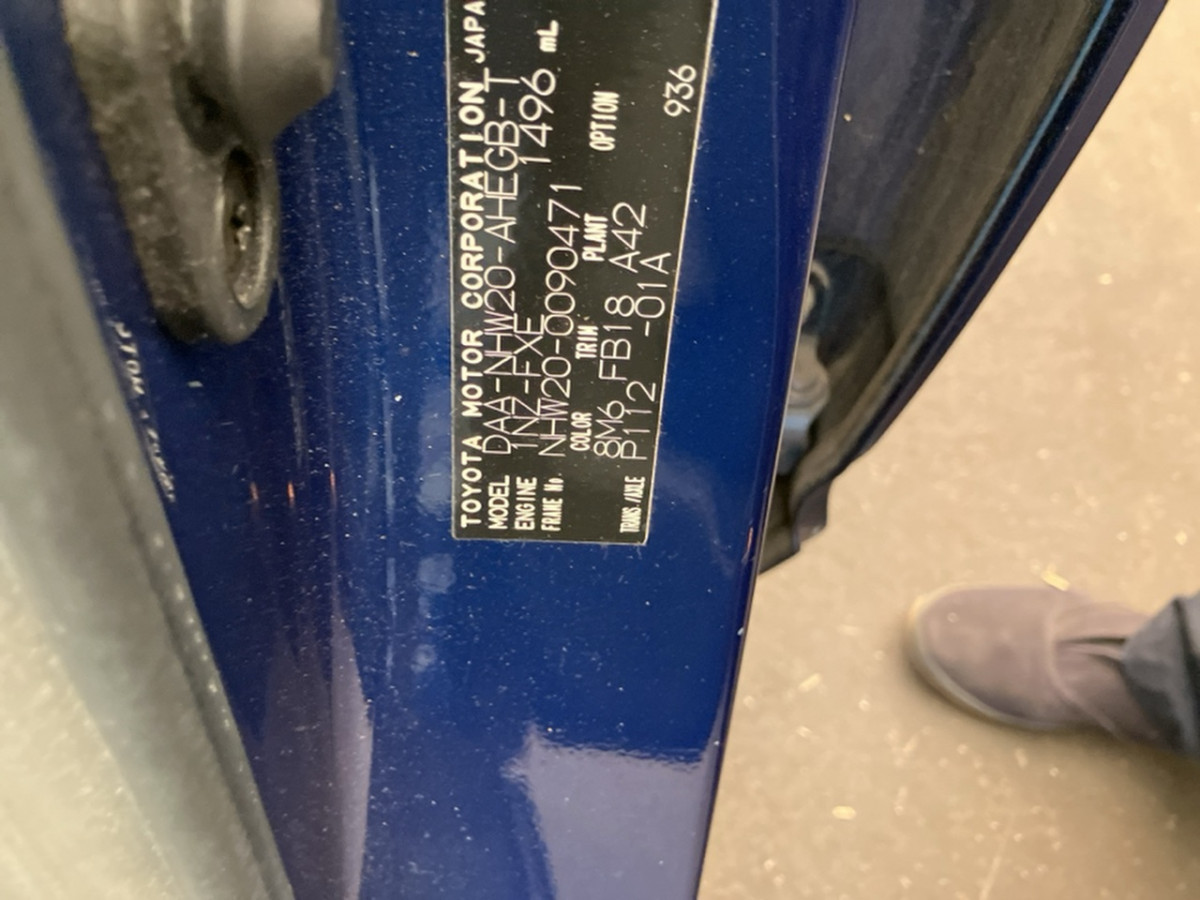 TOYOTA MOTOR CORPORATION JAPA
MODEL DAA-NHW20-AHEGB-T
ENGINE 1NZ-FXE 1496 mL
FRAME No. NHW20-0090471
COLOR TRIM PLANT OPTION
8M6 FB18 A42
TRANS./AXLE P112 -01A 936